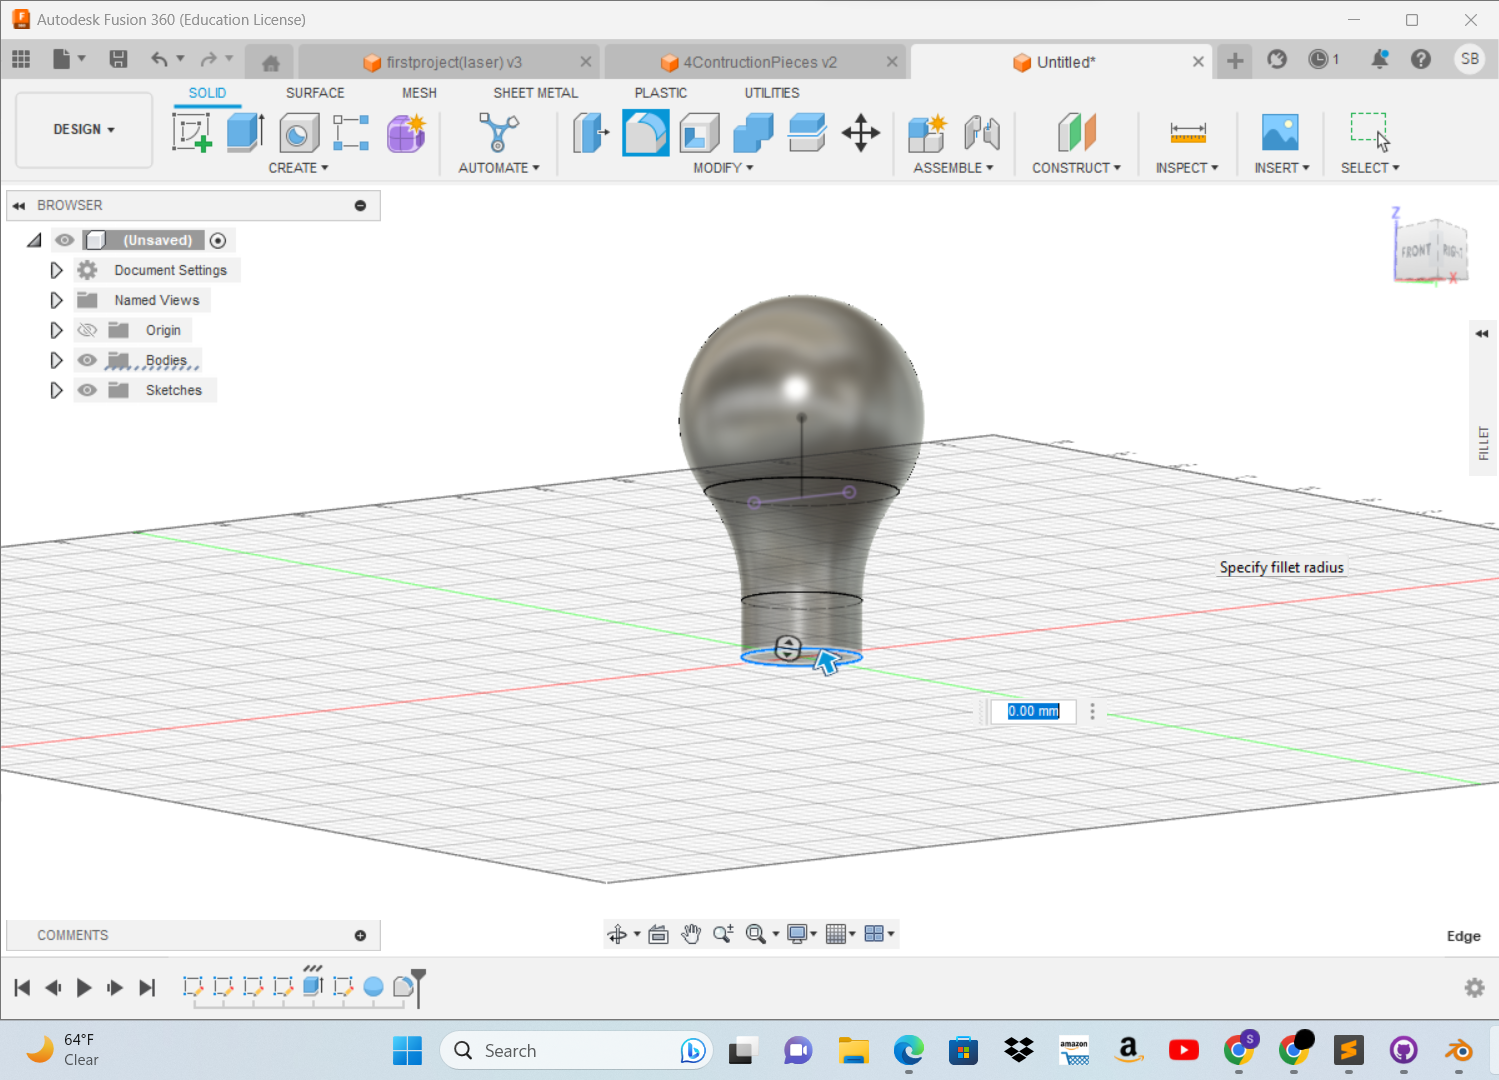 Autodesk Fusion 360 (Education License)
firstproject(laser) v3
4ContructionPieces v2
Untitled*
1
SB
SOLID
SURFACE
MESH
SHEET METAL
PLASTIC
UTILITIES
DESIGN
CREATE
AUTOMATE
MODIFY
ASSEMBLE
CONSTRUCT
INSPECT
INSERT
SELECT
BROWSER
(Unsaved)
Document Settings
Named Views
Origin
Bodies
Sketches
Z
FRONT
RIGHT
X
FILLET
Specify fillet radius
0.00 mm
COMMENTS
Edge
64°F
Clear
Search
amazon
a
S